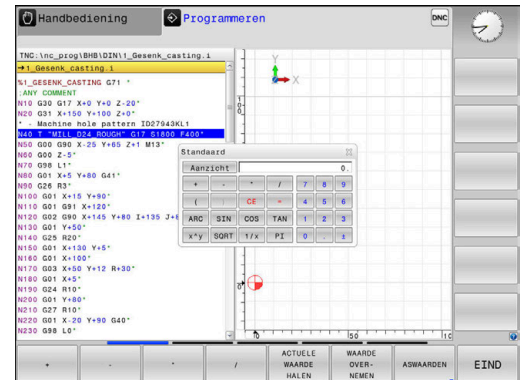 Handbediening
Programmeren
DNC
TNC:\nc_prog\BHB\DIN\1_Gesenk_casting.i
→1_Gesenk_casting.i
%1_GESENK_CASTING G71 *
;ANY COMMENT
N10 G30 G17 X+0 Y+0 Z-20*
N20 G31 X+150 Y+100 Z+0*
* - Machine hole pattern ID27943KL1
N40 T "MILL_D24_ROUGH" G17 S1800 F400*
N50 G00 G90 X-25 Y+65 Z+1 M13*
N60 G00 Z-5*
N70 G98 L1*
N80 G01 X+5 Y+80 G41*
N90 G26 R3*
N100 G01 X+15 Y+90*
N110 G01 G91 X+120*
N120 G02 G90 X+145 Y+80 I+135
N130 G01 Y+50*
N140 G25 R20*
N150 G01 X+130 Y+5*
N160 G01 X+100*
N170 G03 X+50 Y+12 R+30*
N180 G01 X+5*
N190 G24 R10*
N200 G01 Y+80*
N210 G27 R10*
N220 G01 X-20 Y+90 G40*
N230 G98 L0*
Y
X
Standaard
Aanzicht 0.
+ - * / 7 8 9
( ) CE = 4 5 6
ARC SIN COS TAN 1 2 3
x^y SQRT 1/x PI 0 . ±
0 50
+
-
*
/
ACTUELE
WAARDE
HALEN
WAARDE
OVER-
NEMEN
ASWAARDEN
EIND